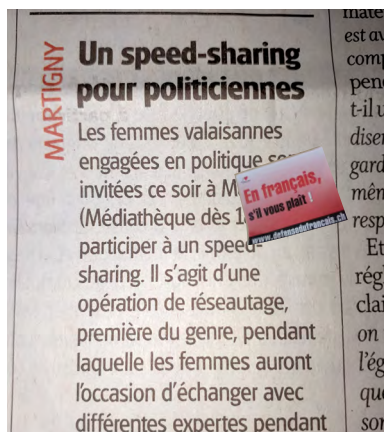 MARTIGNY
Un speed-sharing
pour politiciennes
Les femmes valaisannes
engagées en politique
invitées ce soir à M
(Médiathèque dès 1
participer à un speed-
sharing. Il s'agit d'une
opération de réseautage,
première du genre, pendant
laquelle les femmes auront
l'occasion d'échanger avec
différentes expertes pendant
En français,
s'il vous plaît !
www.defensedufrancais.ch
est av
comp
pen
t-il u
disen
gard
mêm
resp
Et
rég
clai
on
l'ég
que
son